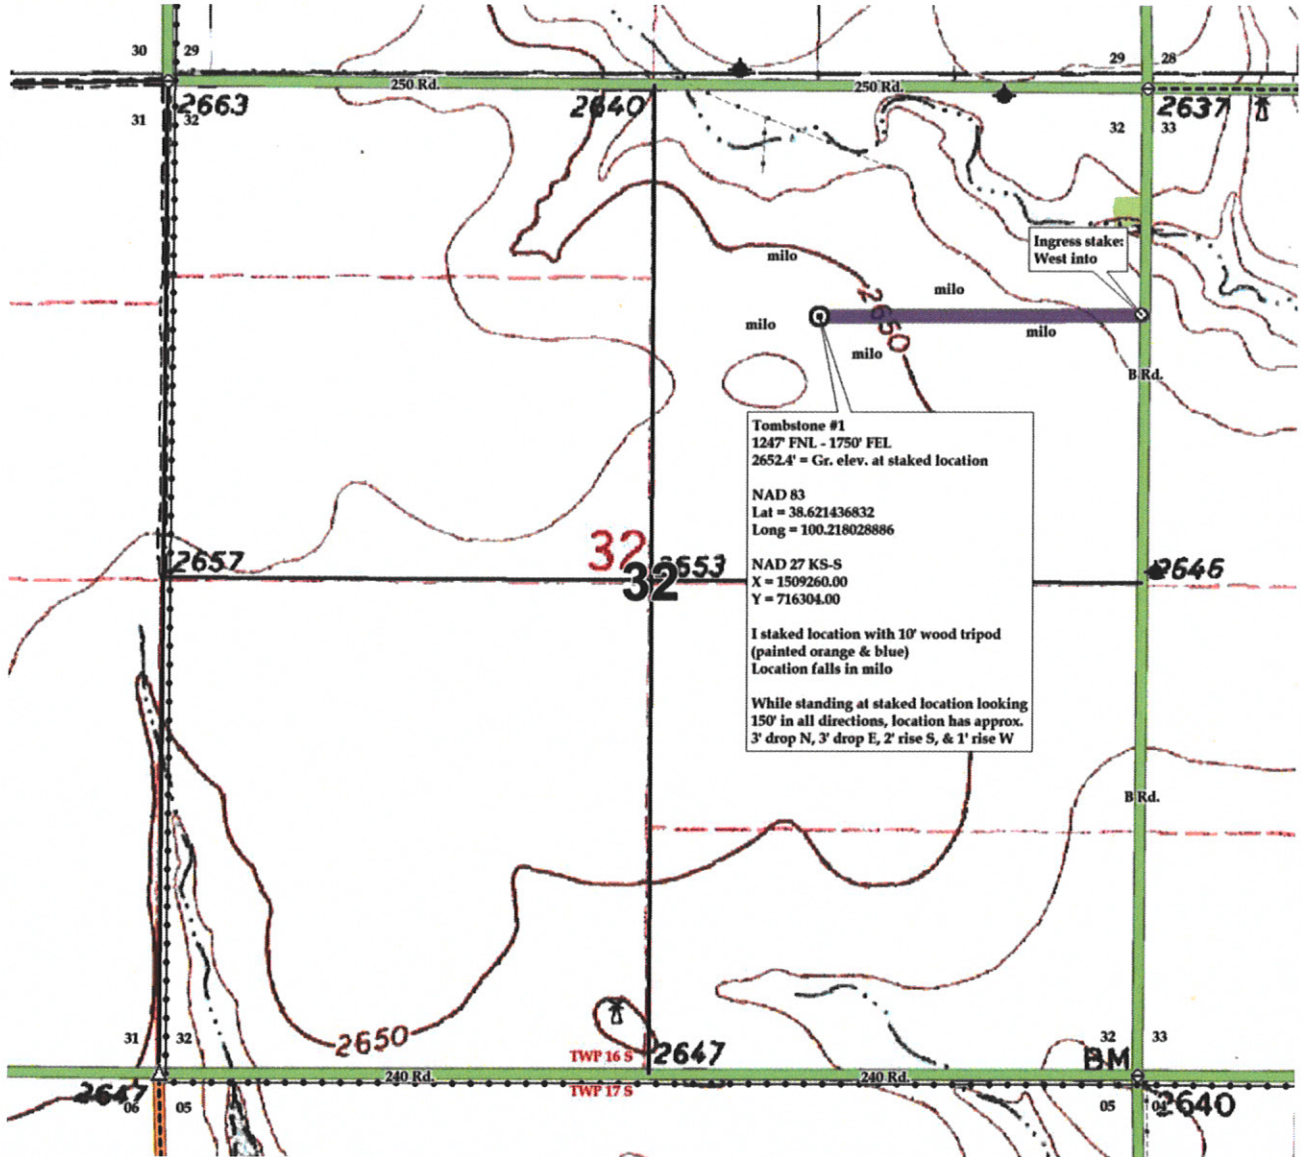 30
29
29
28
250 Rd.
250 Rd.
2663
2640
2637
31
32
32
33
Ingress stake:
West into
milo
milo
milo
milo
milo
2650
B Rd.
Tombstone #1
1247' FNL - 1750' FEL
2652.4' = Gr. elev. at staked location
NAD 83
Lat = 38.621436832
Long = 100.218028886
NAD 27 KS-S
X = 1509260.00
Y = 716304.00
I staked location with 10' wood tripod
(painted orange & blue)
Location falls in milo
While standing at staked location looking
150' in all directions, location has approx.
3' drop N, 3' drop E, 2' rise S, & 1' rise W
32
2657
2653
32
2646
B Rd.
31
32
2650
32
33
TWP 16 S
2647
BM
240 Rd.
240 Rd.
2647
TWP 17 S
06
05
05
04
2640